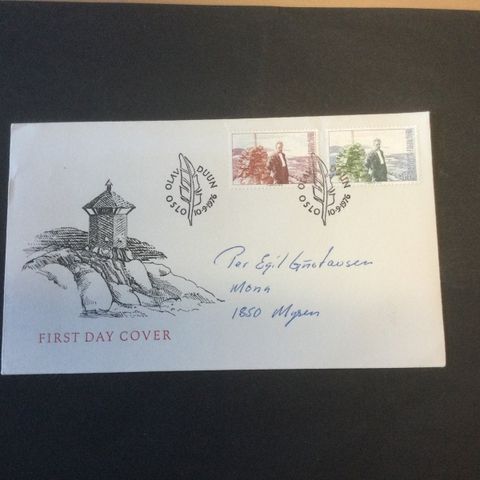 OLAV DUUN
OSLO 10-9-1976
OLAV DUUN
OSLO 10-9-1976
Per Egil Gustavsen
Mona
1850 Mysen
FIRST DAY COVER